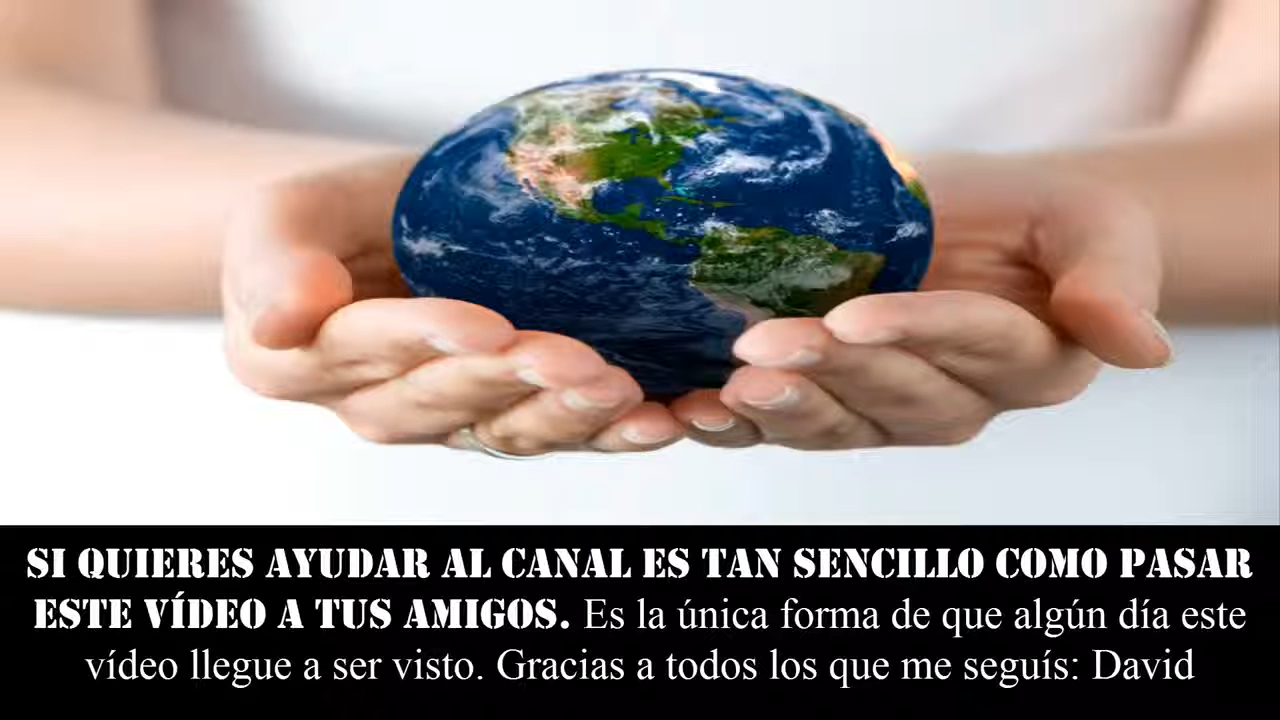 SI QUIERES AYUDAR AL CANAL ES TAN SENCILLO COMO PASAR
ESTE VÍDEO A TUS AMIGOS. Es la única forma de que algún día este
vídeo llegue a ser visto. Gracias a todos los que me seguís: David